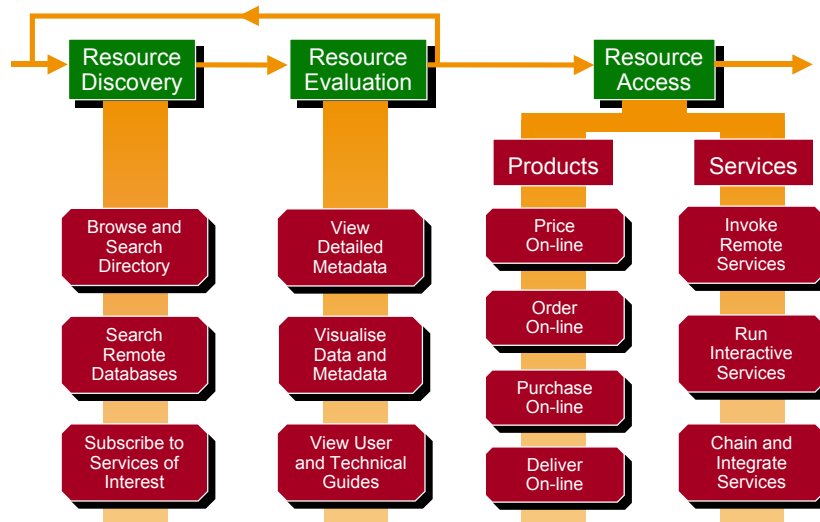 Resource
Discovery
Resource
Evaluation
Resource
Access
Products
Services
Browse and
Search
Directory
Search
Remote
Databases
Subscribe to
Services of
Interest
View
Detailed
Metadata
Visualise
Data and
Metadata
View User
and Technical
Guides
Price
On-line
Order
On-line
Purchase
On-line
Deliver
On-line
Invoke
Remote
Services
Run
Interactive
Services
Chain and
Integrate
Services